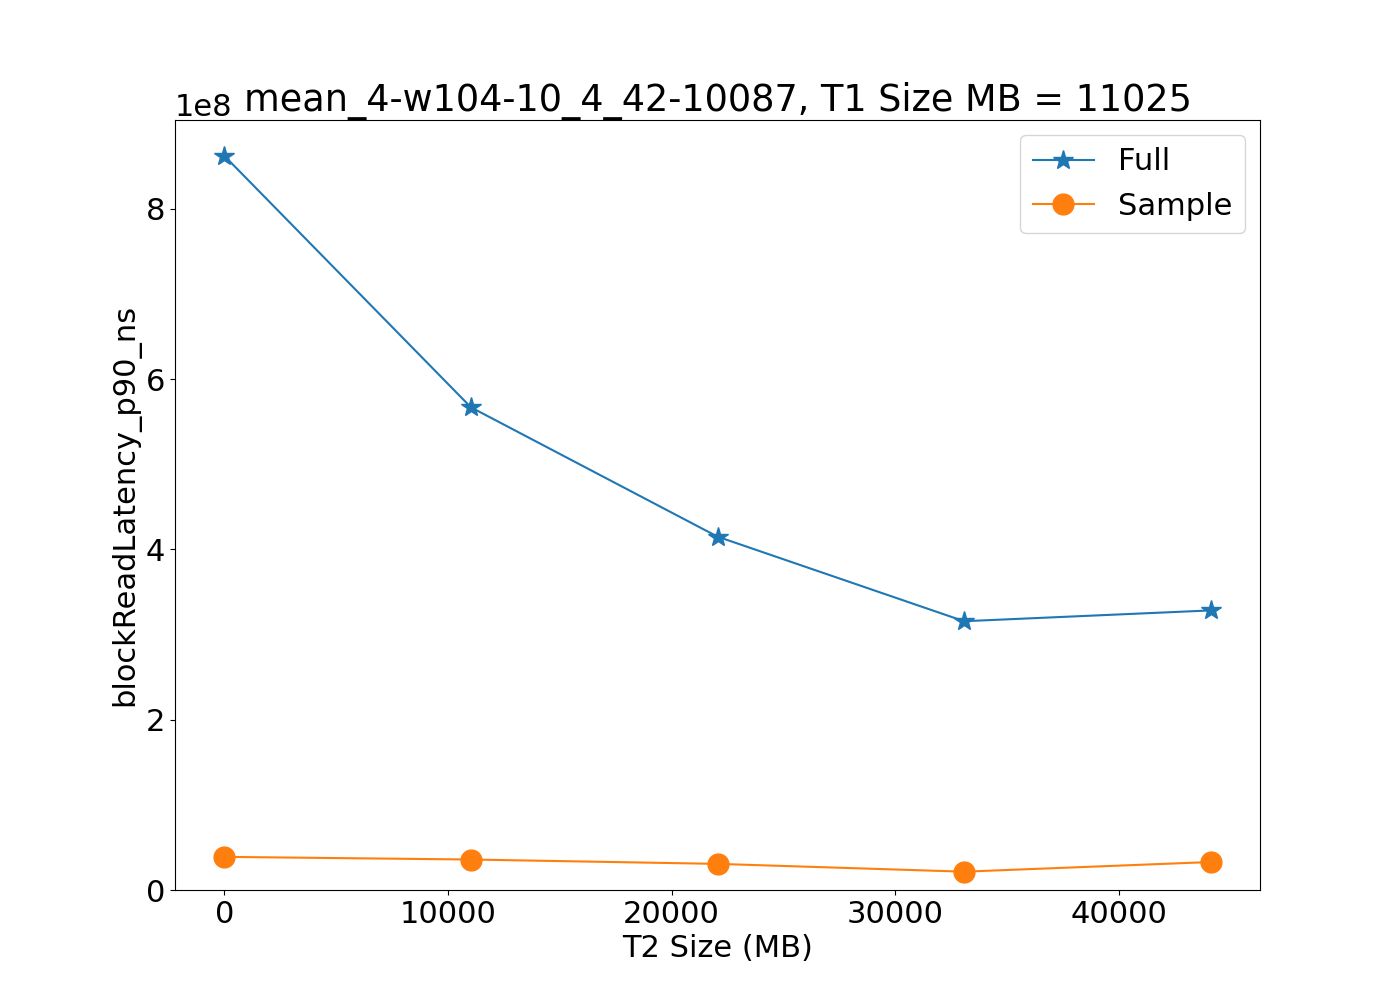 1e8 mean_4-w104-10_4_42-10087, T1 Size MB = 11025
Full
Sample
blockReadLatency_p90_ns
8
6
4
2
0
0 10000 20000 30000 40000
T2 Size (MB)